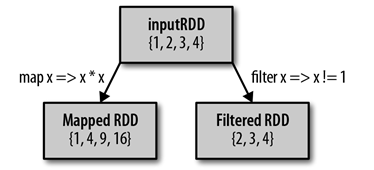 inputRDD
{1, 2, 3, 4}
map x => x * x
filter x => x != 1
Mapped RDD
{1, 4, 9, 16}
Filtered RDD
{2, 3, 4}